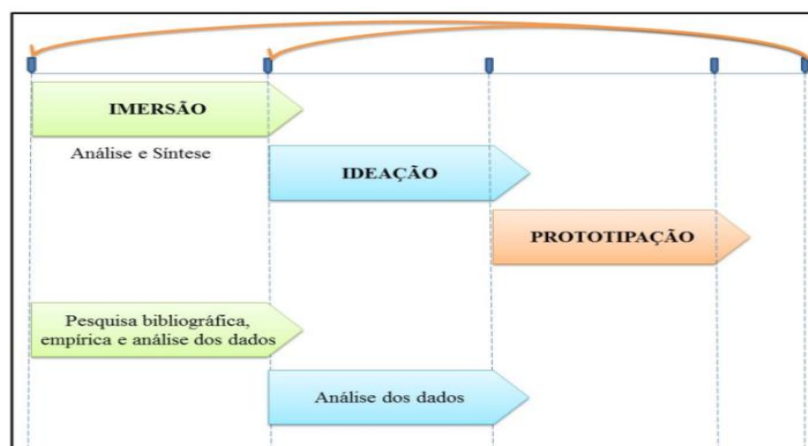 IMERSÃO
Análise e Síntese
IDEAÇÃO
PROTOTIPAÇÃO
Pesquisa bibliográfica,
empírica e análise dos dados
Análise dos dados